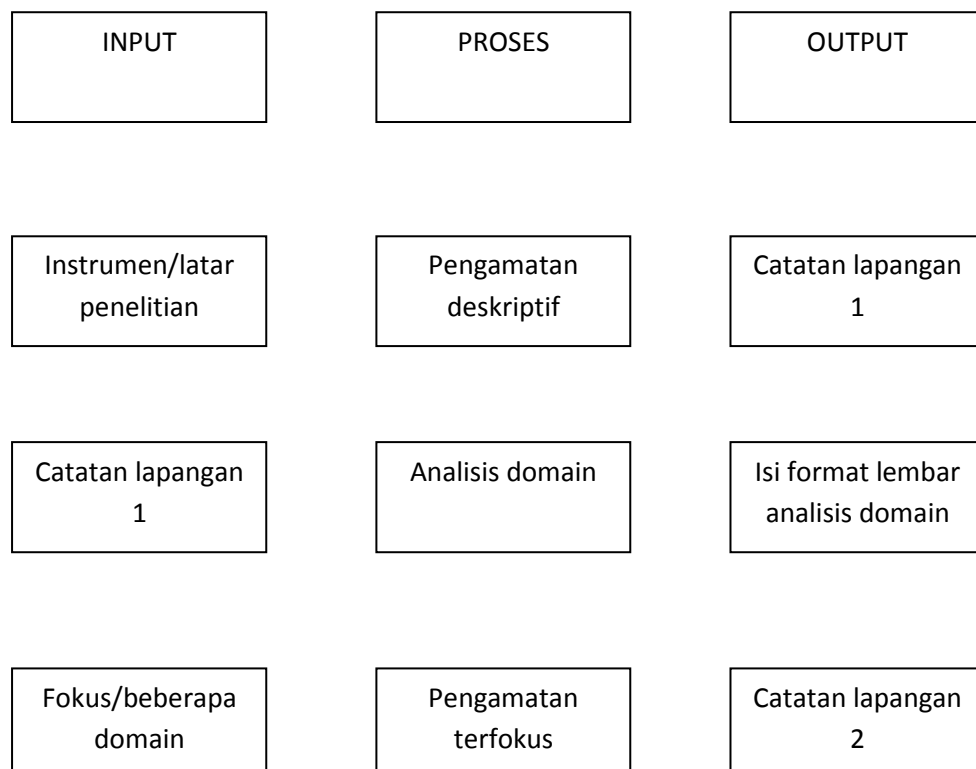 INPUT
PROSES
OUTPUT
Instrumen/latar
penelitian
Pengamatan
deskriptif
Catatan lapangan
1
Catatan lapangan
1
Analisis domain
Isi format lembar
analisis domain
Fokus/beberapa
domain
Pengamatan
terfokus
Catatan lapangan
2